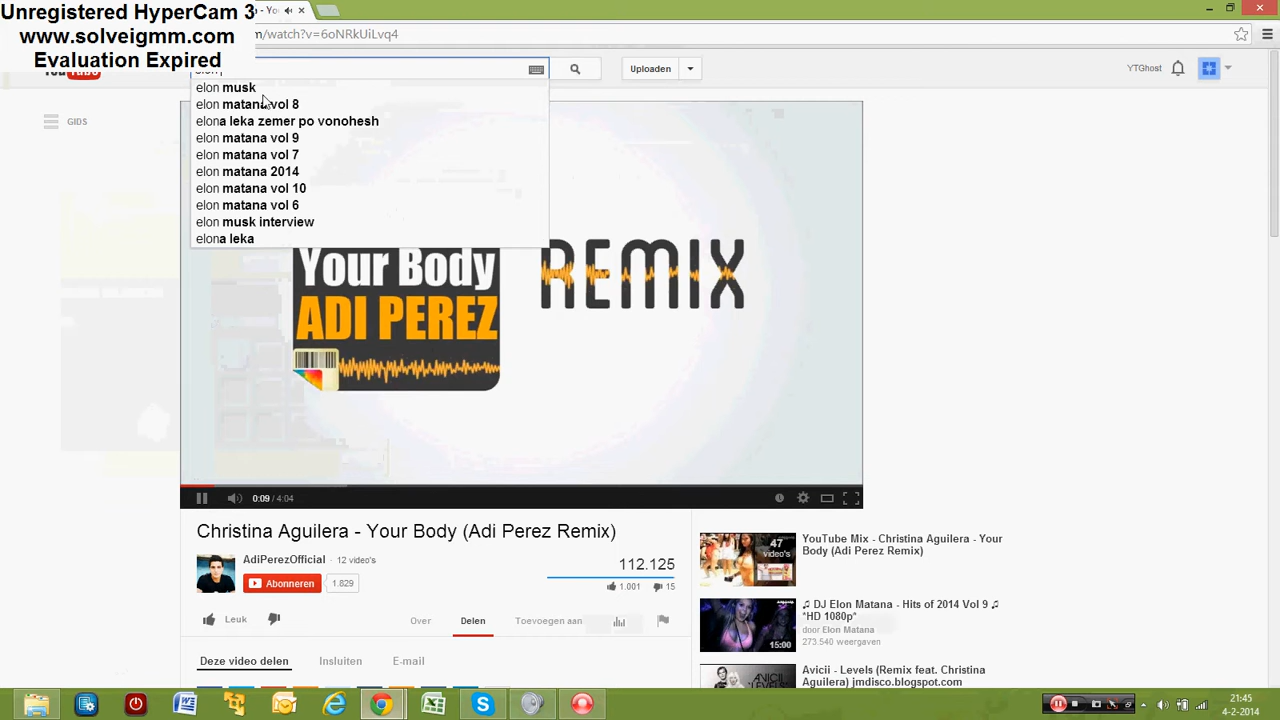 Unregistered HyperCam 3
www.solveigmm.com
Evaluation Expired
/watch?v=6oNRkUiLvq4
elon
Uploaden
YTGhost
GIDS
elon musk
elon matana vol 8
elona leka zemer po vonohesh
elon matana vol 9
elon matana vol 7
elon matana 2014
elon matana vol 10
elon matana vol 6
elon musk interview
elona leka
Your Body
ADI PEREZ
REMIX
0:09 / 4:04
Christina Aguilera - Your Body (Adi Perez Remix)
AdiPerezOfficial • 12 video's
Abonneren 1.829
112.125
1.001 15
Leuk
Over Delen Toevoegen aan
Deze video delen Insluiten E-mail
47
video's
YouTube Mix - Christina Aguilera - Your
Body (Adi Perez Remix)
♫ DJ Elon Matana - Hits of 2014 Vol 9 ♫
*HD 1080p*
door Elon Matana
273.540 weergaven
15:00
Avicii - Levels (Remix feat. Christina
Aguilera) jmdisco.blogspot.com
21:45
4-2-2014